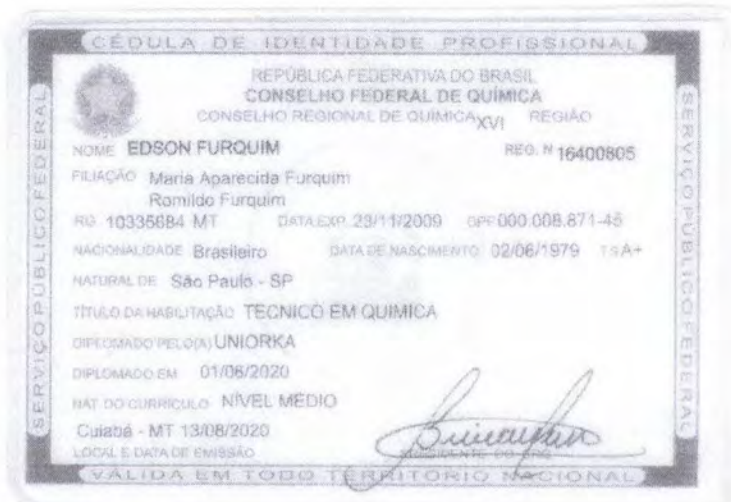 CÉDULA DE IDENTIDADE PROFISSIONAL
REPÚBLICA FEDERATIVA DO BRASIL
CONSELHO FEDERAL DE QUÍMICA
CONSELHO REGIONAL DE QUÍMICA XVI REGIÃO
NOME EDSON FURQUIM REG. N 16400805
FILIAÇÃO Maria Aparecida Furquim
Romildo Furquim
RG 10335684 MT DATA EXP. 23/11/2009 CPF 000.008.871-45
NACIONALIDADE Brasileiro DATA DE NASCIMENTO 02/06/1979 T.S A+
NATURAL DE São Paulo - SP
TÍTULO DA HABILITAÇÃO TECNICO EM QUIMICA
DIPLOMADO PELO(A) UNIORKA
DIPLOMADO EM 01/06/2020
NAT. DO CURRÍCULO NÍVEL MÉDIO
Cuiabá - MT 13/08/2020
LOCAL E DATA DE EMISSÃO PRESIDENTE DO CRQ
VÁLIDA EM TODO TERRITÓRIO NACIONAL
SERVIÇO PÚBLICO FEDERAL
SERVIÇO PÚBLICO FEDERAL